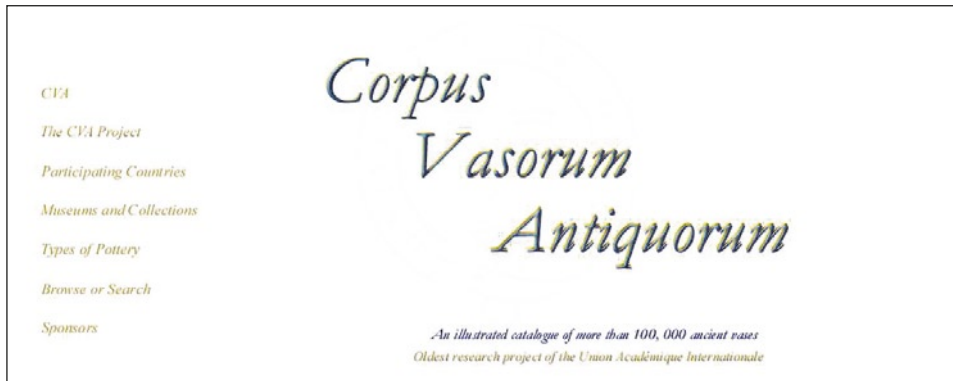 CVA
The CVA Project
Participating Countries
Museums and Collections
Types of Pottery
Browse or Search
Sponsors
Corpus
Vasorum
Antiquorum
An illustrated catalogue of more than 100, 000 ancient vases
Oldest research project of the Union Académique Internationale